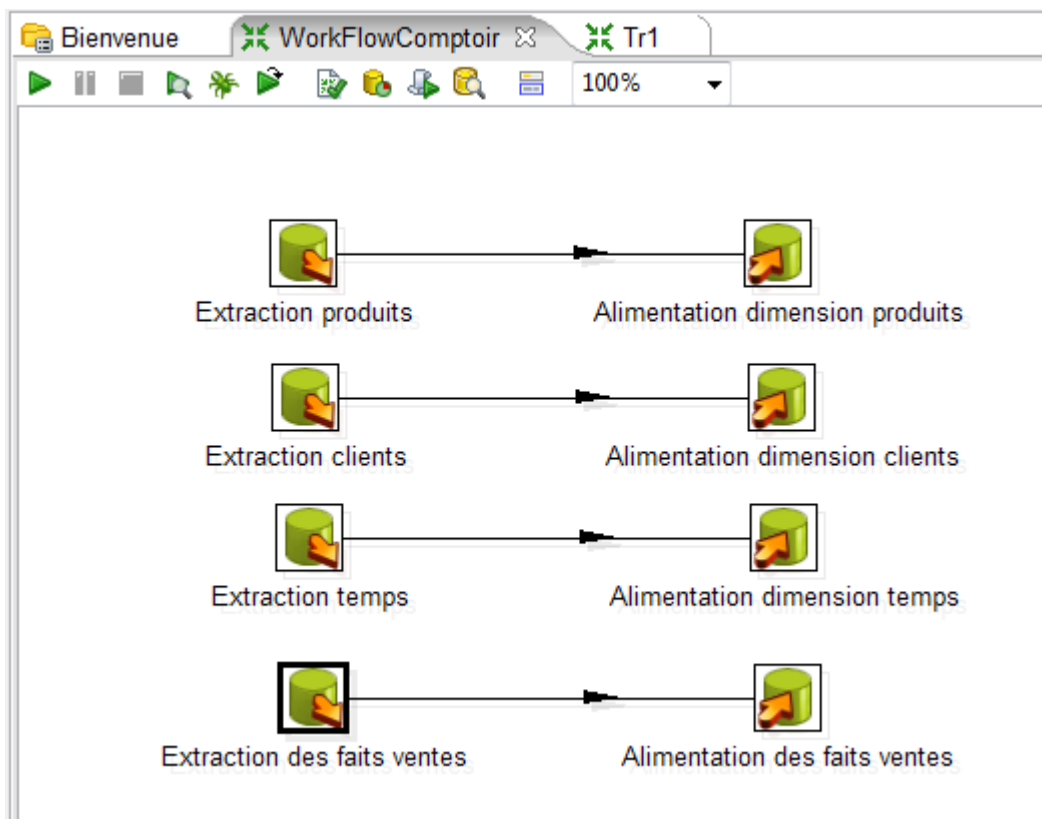 Bienvenue WorkFlowComptoir Tr1
100%
Extraction produits Alimentation dimension produits
Extraction clients Alimentation dimension clients
Extraction temps Alimentation dimension temps
Extraction des faits ventes Alimentation des faits ventes